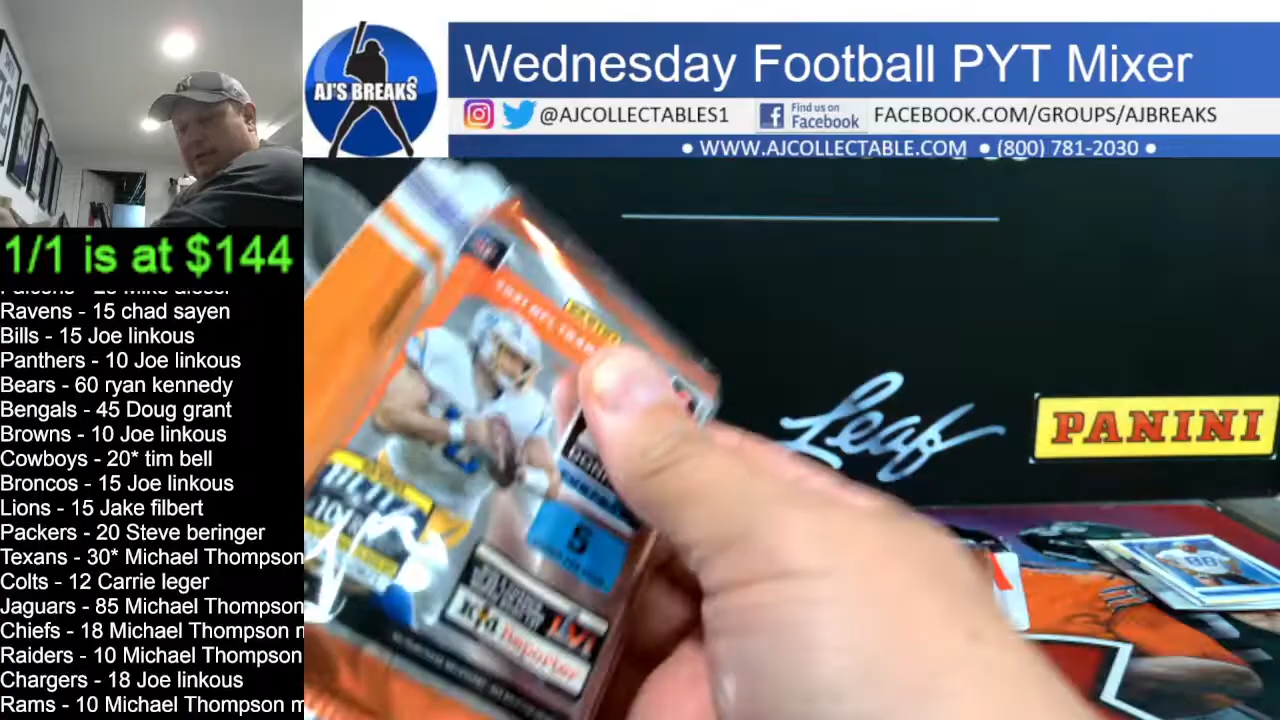 AJ'S BREAKS
Wednesday Football PYT Mixer
@AJCOLLECTABLES1
Find us on
Facebook
FACEBOOK.COM/GROUPS/AJBREAKS
• WWW.AJCOLLECTABLE.COM • (800) 781-2030 •
1/1 is at $144
Ravens - 15 chad sayen
Bills - 15 Joe linkous
Panthers - 10 Joe linkous
Bears - 60 ryan kennedy
Bengals - 45 Doug grant
Browns - 10 Joe linkous
Cowboys - 20* tim bell
Broncos - 15 Joe linkous
Lions - 15 Jake filbert
Packers - 20 Steve beringer
Texans - 30* Michael Thompson
Colts - 12 Carrie leger
Jaguars - 85 Michael Thompson
Chiefs - 18 Michael Thompson
Raiders - 10 Michael Thompson
Chargers - 18 Joe linkous
Rams - 10 Michael Thompson
PANINI
5
LVI
Leaf
PANINI
88